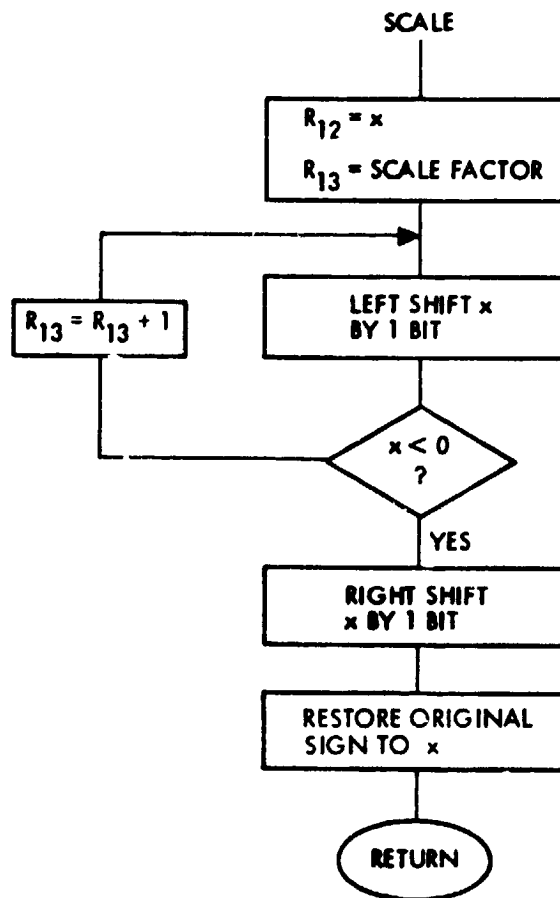 SCALE
R12 = x
R13 = SCALE FACTOR
R13 = R13 + 1
LEFT SHIFT x
BY 1 BIT
x < 0
?
YES
RIGHT SHIFT
x BY 1 BIT
RESTORE ORIGINAL
SIGN TO x
RETURN